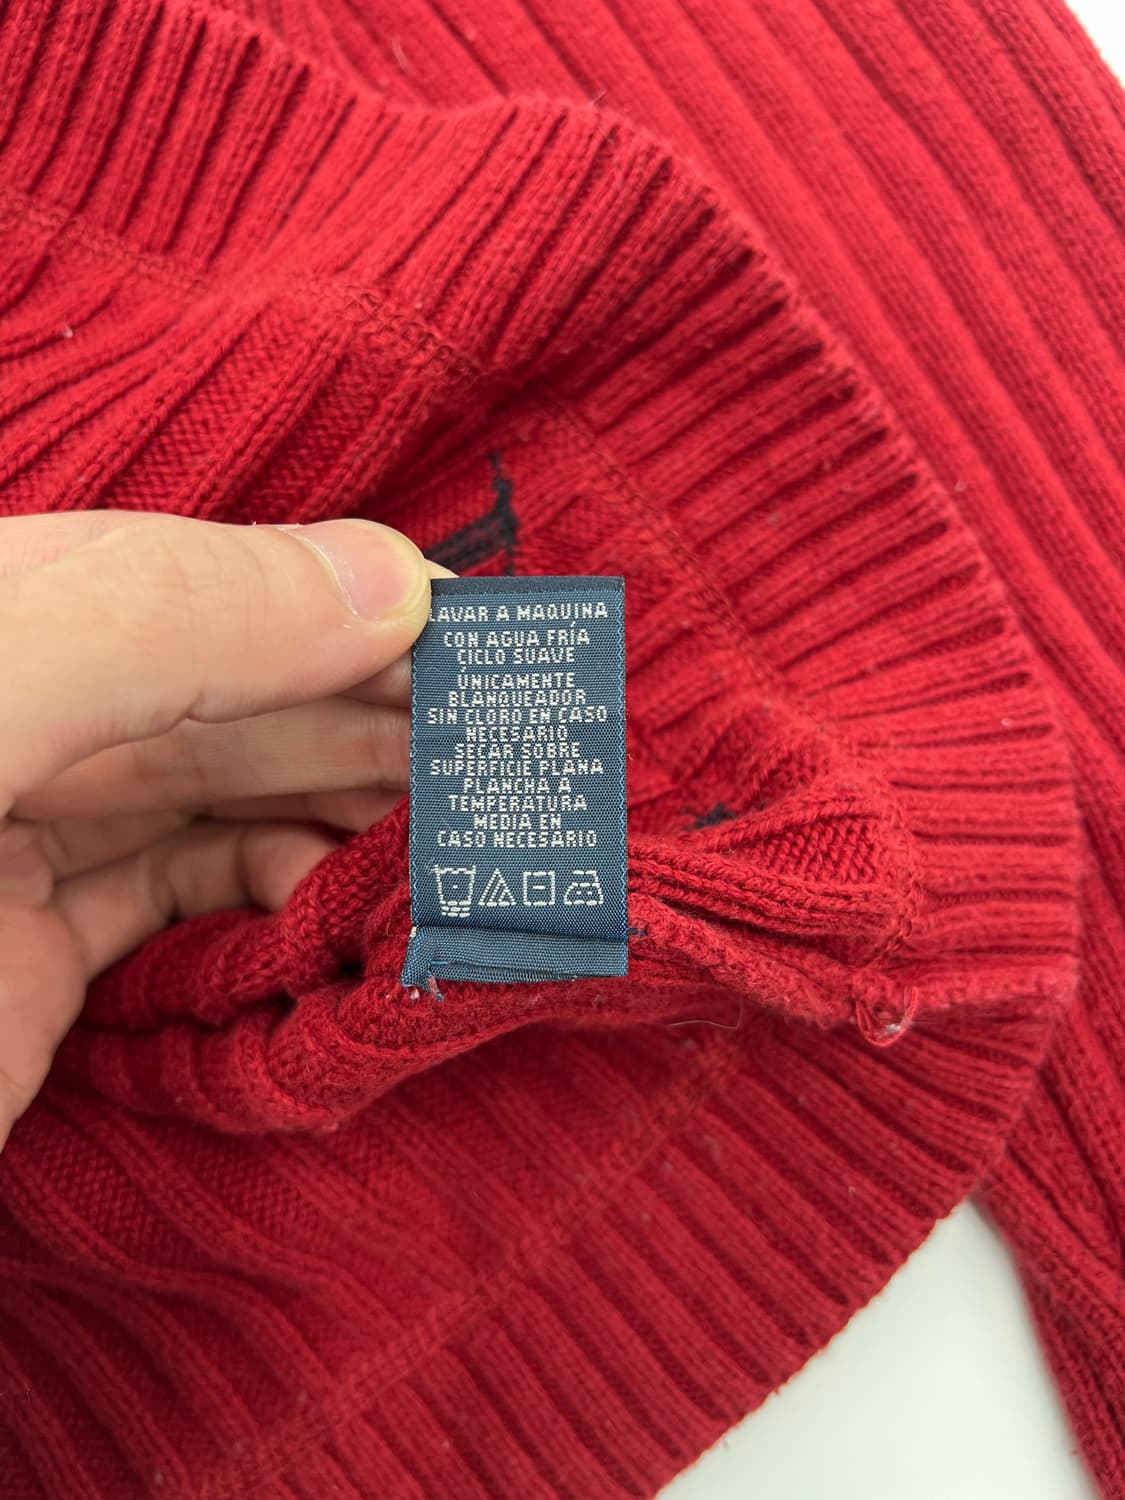 LAVAR A MAQUINA
CON AGUA FRÍA
CICLO SUAVE
ÚNICAMENTE
BLANQUEADOR
SIN CLORO EN CASO
NECESARIO
SECAR SOBRE
SUPERFICIE PLANA
PLANCHA A
TEMPERATURA
MEDIA EN
CASO NECESARIO